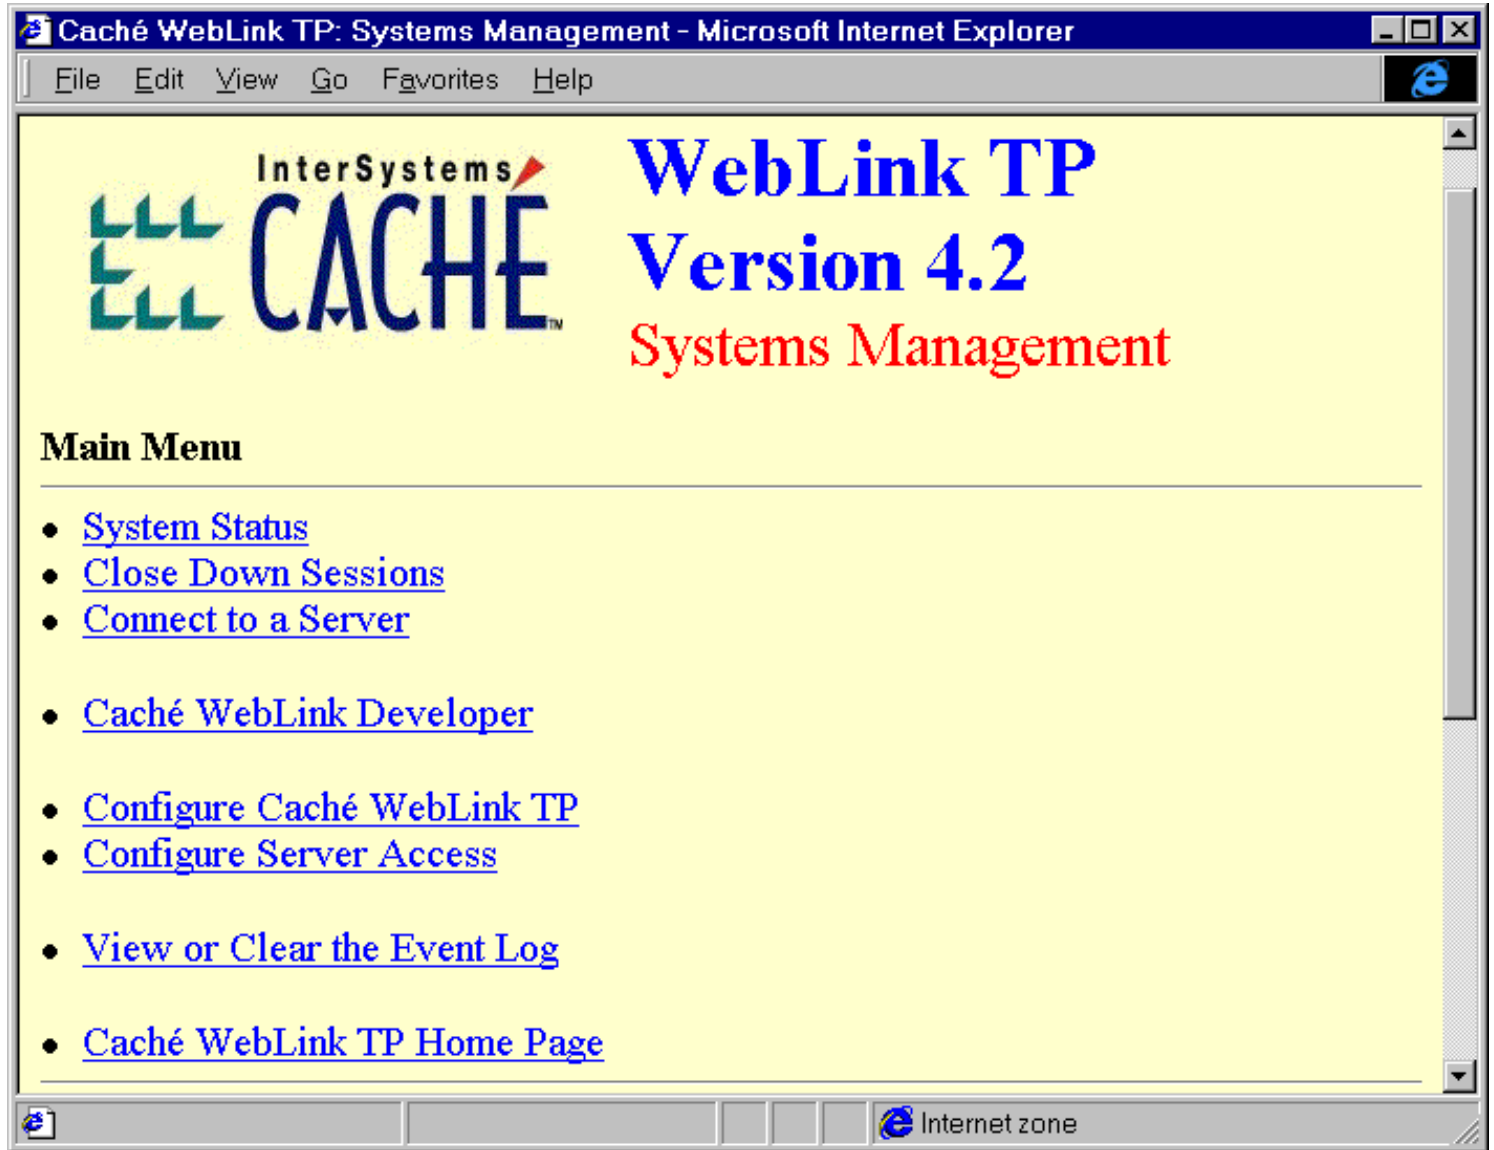 Caché WebLink TP: Systems Management - Microsoft Internet Explorer
File Edit View Go Favorites Help
InterSystems
CACHÉ
TM
WebLink TP
Version 4.2
Systems Management
Main Menu
System Status
Close Down Sessions
Connect to a Server
Caché WebLink Developer
Configure Caché WebLink TP
Configure Server Access
View or Clear the Event Log
Caché WebLink TP Home Page
Internet zone